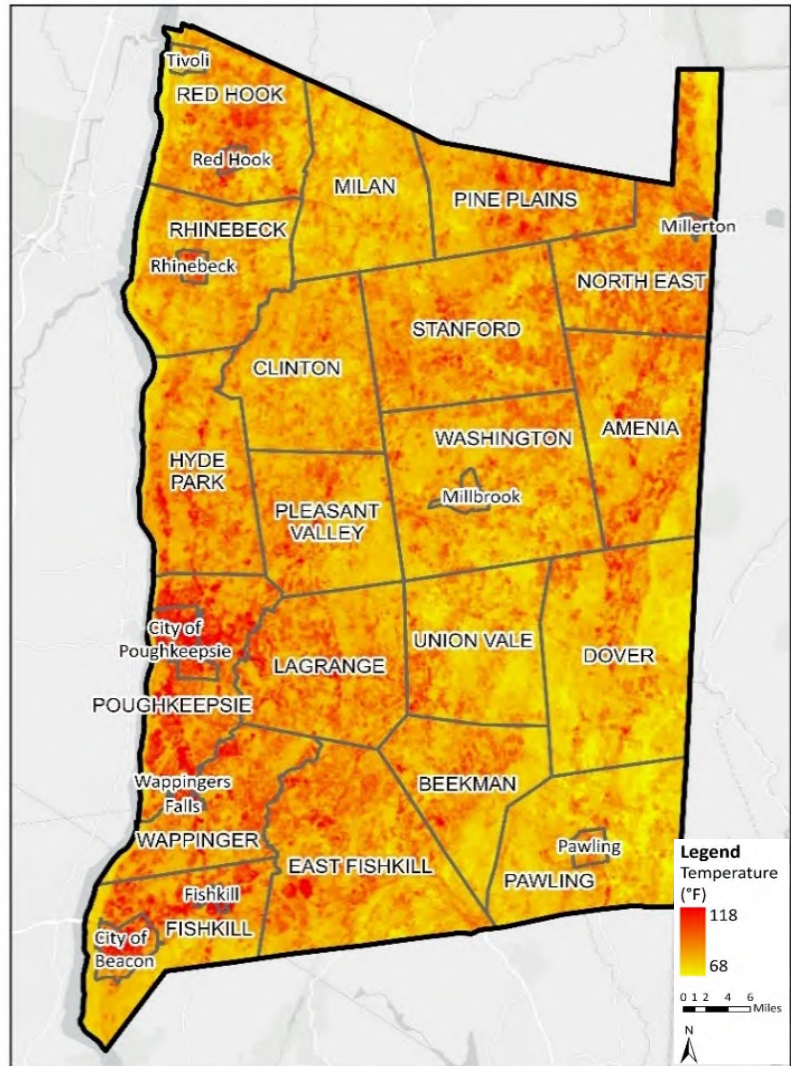 Tivoli
RED HOOK
Red Hook
MILAN
PINE PLAINS
RHINEBECK
Rhinebeck
Millerton
NORTH EAST
STANFORD
CLINTON
AMENIA
WASHINGTON
HYDE
PARK
Millbrook
PLEASANT
VALLEY
City of
Poughkeepsie
UNION VALE
LAGRANGE
DOVER
POUGHKEEPSIE
Wappingers
Falls
BEEKMAN
WAPPINGER
Pawling
EAST FISHKILL
PAWLING
Fishkill
FISHKILL
City of
Beacon
Legend
Temperature
(°F)
118
68
0 1 2 4 6
Miles
N